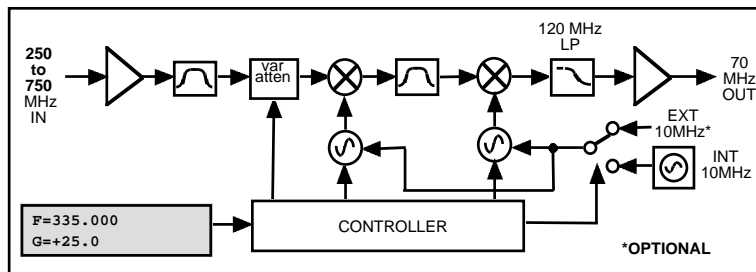 250
to
750
MHz
IN
var
atten
120 MHz
LP
70
MHz
OUT
EXT
10MHz*
INT
10MHz
F=335.000
G=+25.0
CONTROLLER
*OPTIONAL